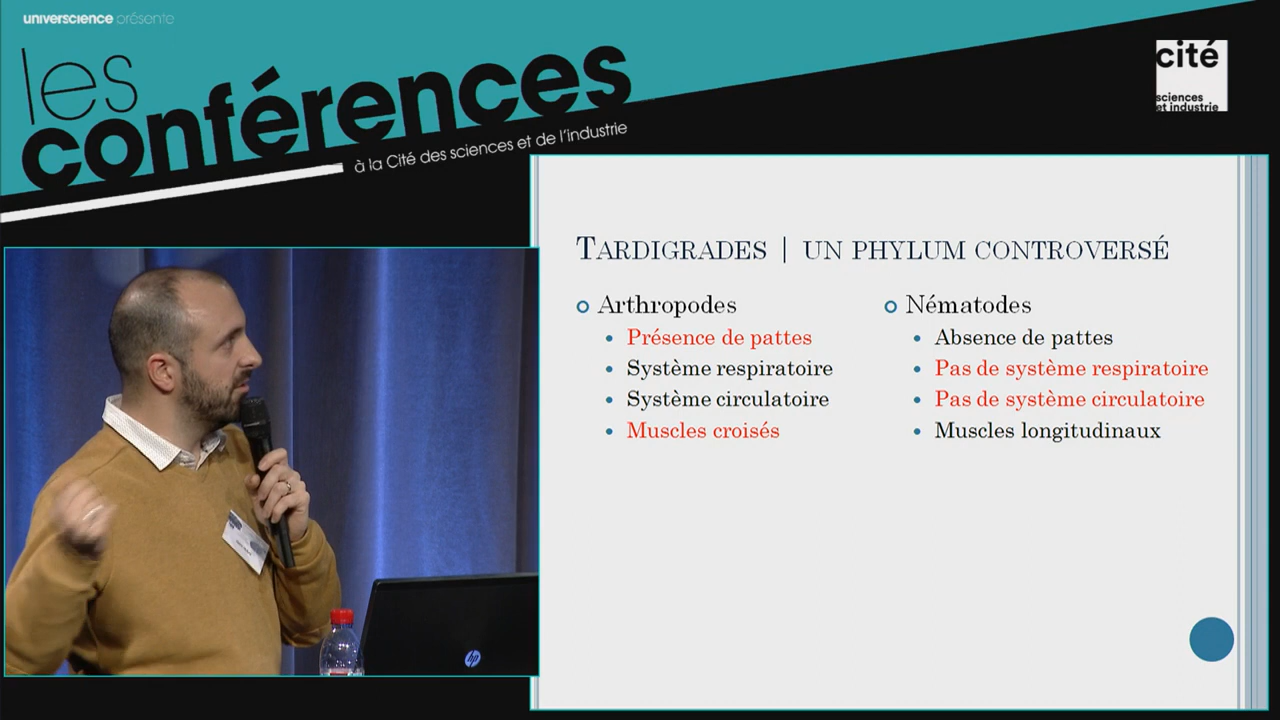 universcience présente
les
conférences
à la Cité des sciences et de l'industrie
cité
sciences
et industrie
TARDIGRADES | UN PHYLUM CONTROVERSÉ
Arthropodes
Présence de pattes
Système respiratoire
Système circulatoire
Muscles croisés
Nématodes
Absence de pattes
Pas de système respiratoire
Pas de système circulatoire
Muscles longitudinaux
hp